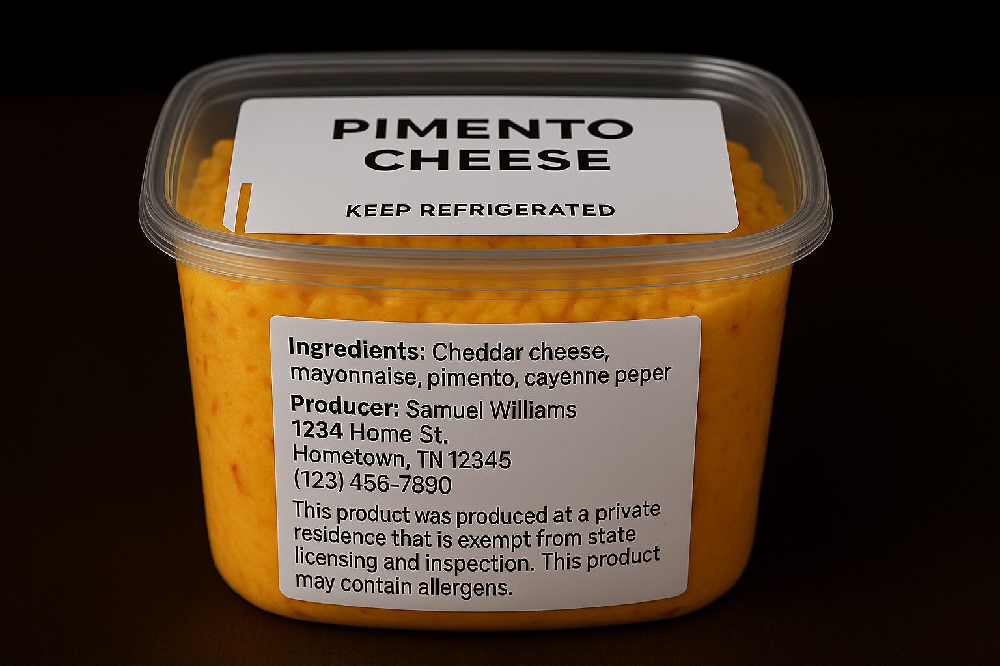 PIMENTO
CHEESE
KEEP REFRIGERATED
Ingredients: Cheddar cheese,
mayonnaise, pimento, cayenne peper
Producer: Samuel Williams
1234 Home St.
Hometown, TN 12345
(123) 456-7890
This product was produced at a private
residence that is exempt from state
licensing and inspection. This product
may contain allergens.